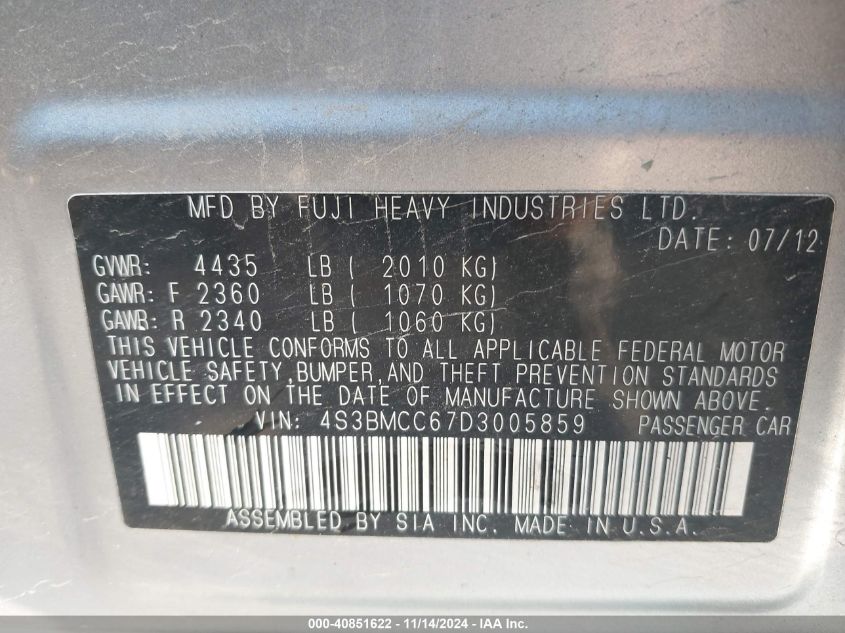 MFD BY FUJI HEAVY INDUSTRIES LTD.
DATE: 07/12
GVWR: 4435 LB ( 2010 KG)
GAWR: F 2360 LB ( 1070 KG)
GAWR: R 2340 LB ( 1060 KG)
THIS VEHICLE CONFORMS TO ALL APPLICABLE FEDERAL MOTOR
VEHICLE SAFETY,BUMPER,AND THEFT PREVENTION STANDARDS
IN EFFECT ON THE DATE OF MANUFACTURE SHOWN ABOVE.
VIN: 4S3BMCC67D3005859 PASSENGER CAR
ASSEMBLED BY SIA INC. MADE IN U.S.A.
000-40851622 - 11/14/2024 - IAA Inc.